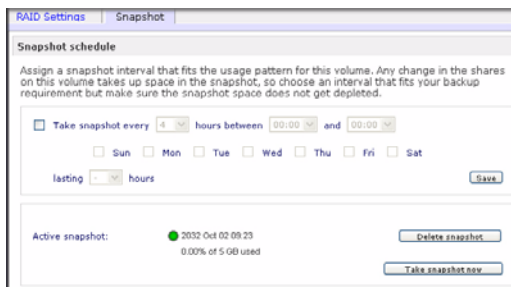 RAID Settings Snapshot
Snapshot schedule
Assign a snapshot interval that fits the usage pattern for this volume. Any change in the shares
on this volume takes up space in the snapshot, so choose an interval that fits your backup
requirement but make sure the snapshot space does not get depleted.
Take snapshot every 4 hours between 00:00 and 00:00
Sun Mon Tue Wed Thu Fri Sat
lasting - hours Save
Active snapshot: 2032 Oct 02 09:23 Delete snapshot
0.00% of 5 GB used
Take snapshot now